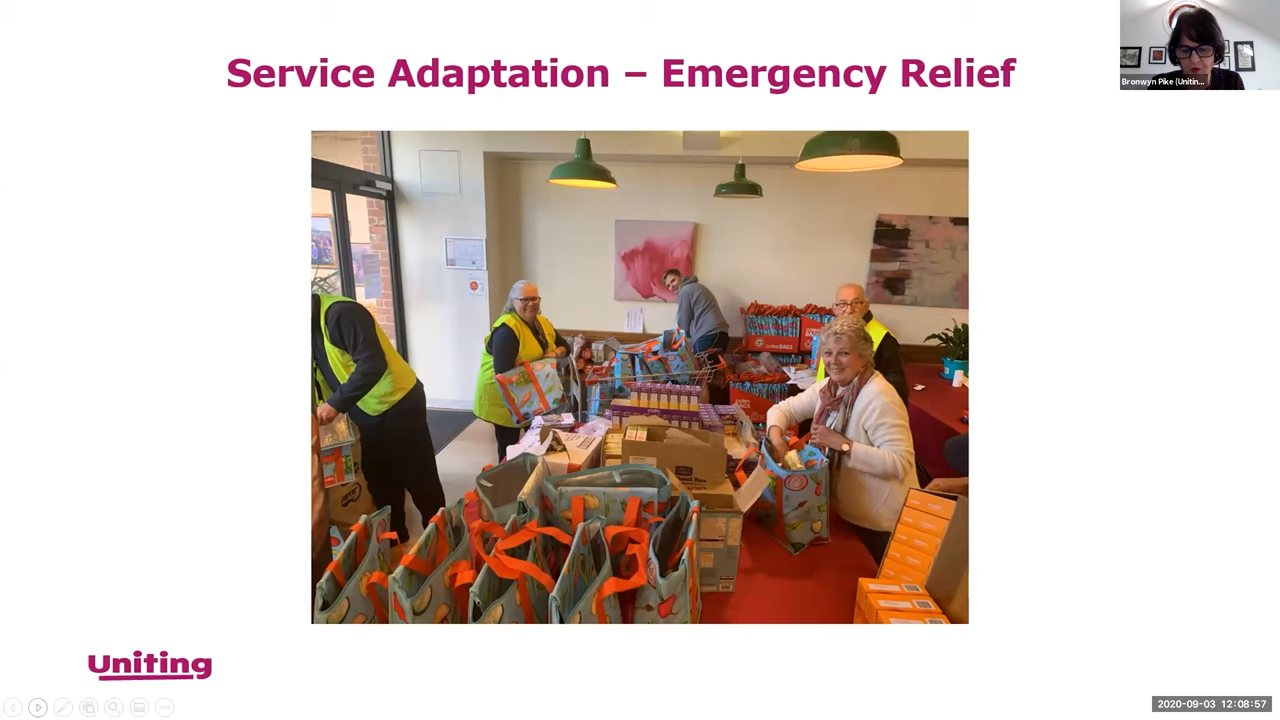 Service Adaptation – Emergency Relief
Bronwyn Pike (Unitin...
Uniting
2020-09-03 12:08:57